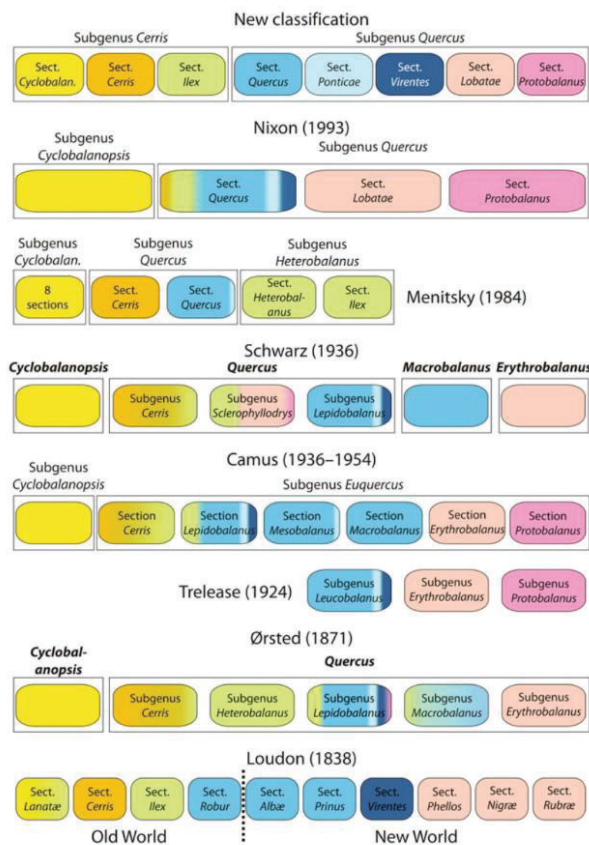 New classification
Subgenus Cerris
Subgenus Quercus
Sect. Cyclobalan.
Sect. Cerris
Sect. Ilex
Sect. Quercus
Sect. Ponticae
Sect. Virentes
Sect. Lobatae
Sect. Protobalanus
Nixon (1993)
Subgenus
Cyclobalanopsis
Subgenus Quercus
Sect.
Quercus
Sect.
Lobatae
Sect.
Protobalanus
Subgenus
Cyclobalan.
Subgenus
Quercus
Subgenus
Heterobalanus
8
sections
Sect.
Cerris
Sect.
Quercus
Sect.
Heterobal-
anus
Sect.
Ilex
Menitsky (1984)
Schwarz (1936)
Cyclobalanopsis
Quercus
Macrobalanus
Erythrobalanus
Subgenus
Cerris
Subgenus
Sclerophyllodrys
Subgenus
Lepidobalanus
Camus (1936–1954)
Subgenus
Cyclobalanopsis
Subgenus Euquercus
Section
Cerris
Section
Lepidobalanus
Section
Mesobalanus
Section
Macrobalanus
Section
Erythrobalanus
Section
Protobalanus
Trelease (1924)
Subgenus
Leucobalanus
Subgenus
Erythrobalanus
Subgenus
Protobalanus
Ørsted (1871)
Cyclobal-
anopsis
Quercus
Subgenus
Cerris
Subgenus
Heterobalanus
Subgenus
Lepidobalanus
Subgenus
Macrobalanus
Subgenus
Erythrobalanus
Loudon (1838)
Sect.
Lanatæ
Sect.
Cerris
Sect.
Ilex
Sect.
Robur
Sect.
Albæ
Sect.
Prinus
Sect.
Virentes
Sect.
Phellos
Sect.
Nigræ
Sect.
Rubræ
Old World
New World